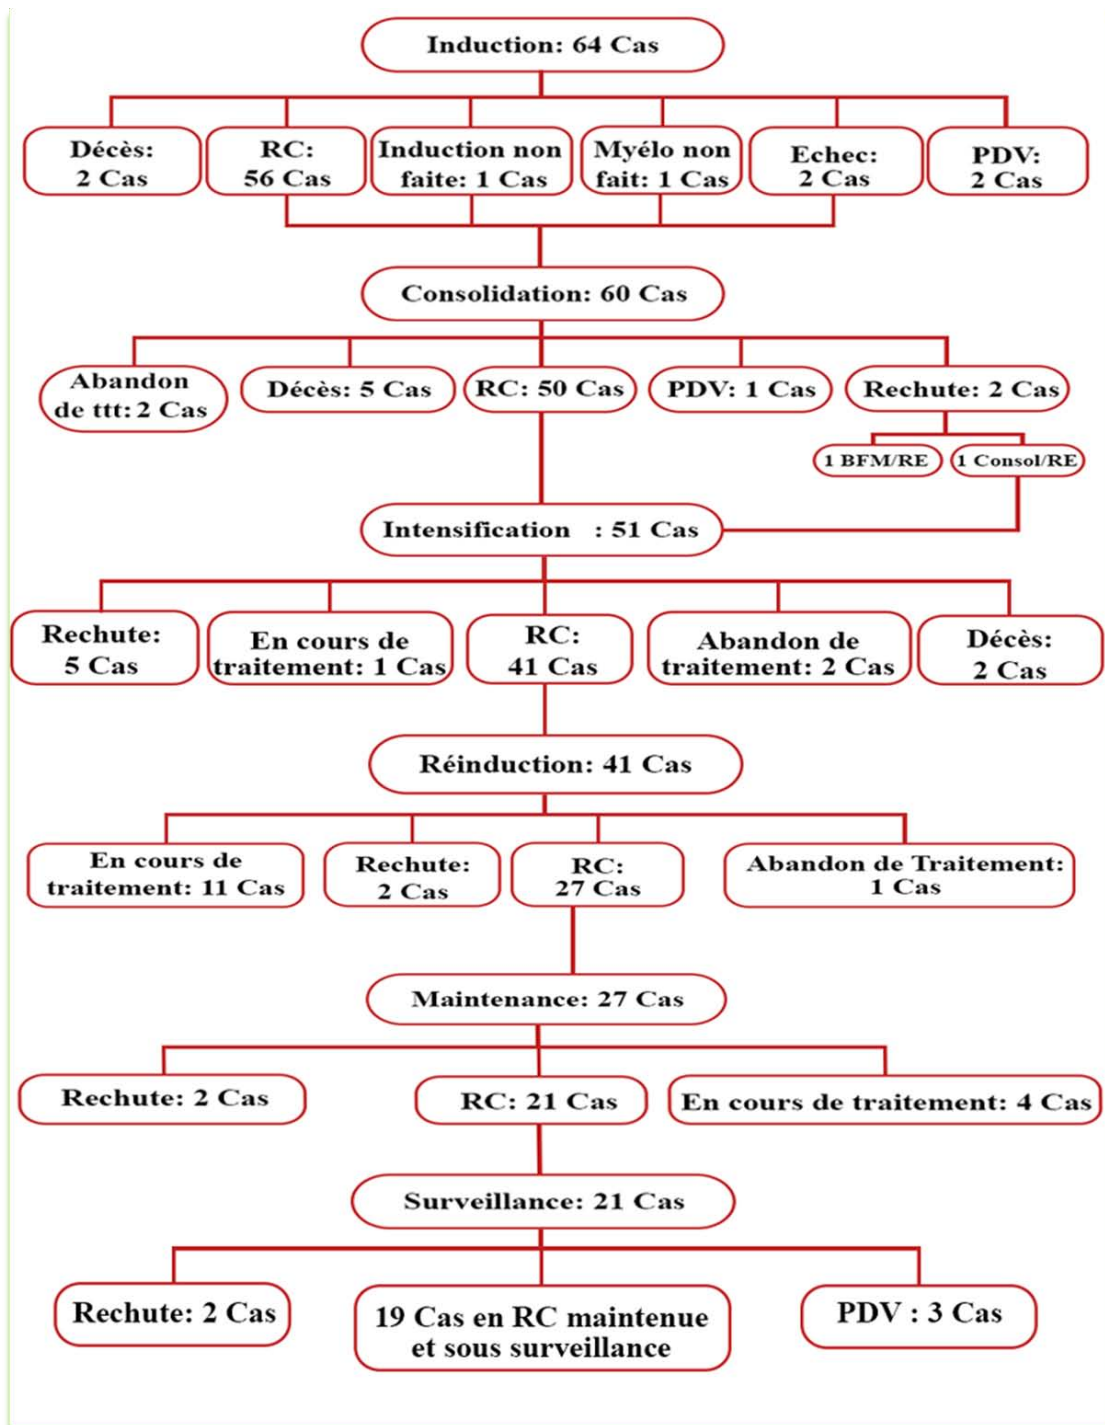 Induction: 64 Cas
Décès:
2 Cas
RC:
56 Cas
Induction non
faite: 1 Cas
Myélo non
fait: 1 Cas
Echec:
2 Cas
PDV:
2 Cas
Consolidation: 60 Cas
Abandon
de ttt: 2 Cas
Décès: 5 Cas
RC: 50 Cas
PDV: 1 Cas
Rechute: 2 Cas
1 BFM/RE
1 Consol/RE
Intensification : 51 Cas
Rechute:
5 Cas
En cours de
traitement: 1 Cas
RC:
41 Cas
Abandon de
traitement: 2 Cas
Décès:
2 Cas
Réinduction: 41 Cas
En cours de
traitement: 11 Cas
Rechute:
2 Cas
RC:
27 Cas
Abandon de Traitement:
1 Cas
Maintenance: 27 Cas
Rechute: 2 Cas
RC: 21 Cas
En cours de traitement: 4 Cas
Surveillance: 21 Cas
Rechute: 2 Cas
19 Cas en RC maintenue
et sous surveillance
PDV : 3 Cas